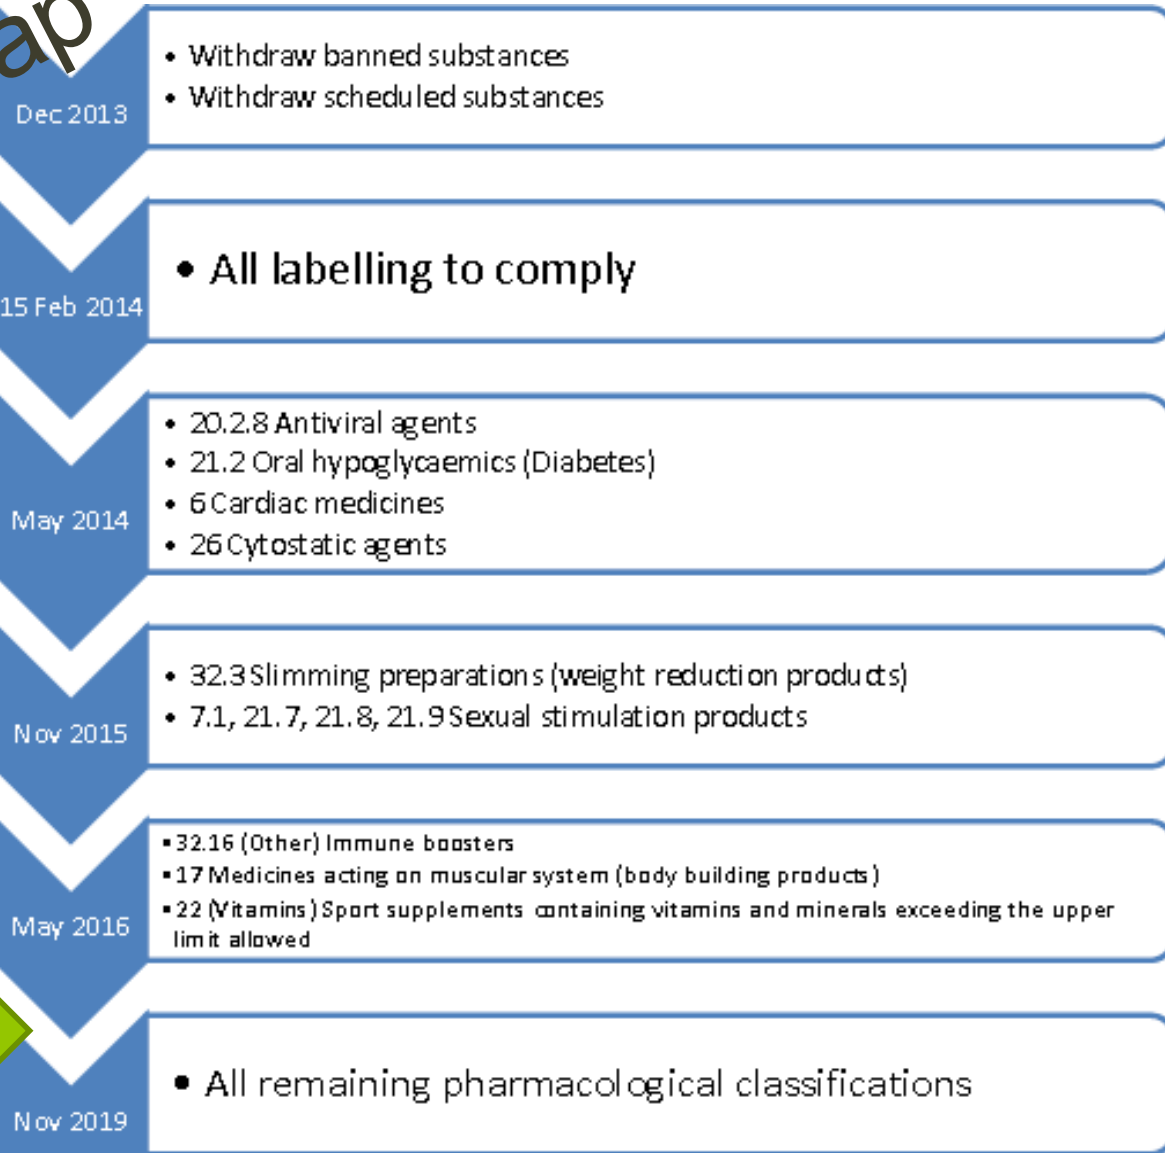 ap
Dec 2013
• Withdraw banned substances
• Withdraw scheduled substances
15 Feb 2014
• All labelling to comply
May 2014
• 20.2.8 Antiviral agents
• 21.2 Oral hypoglycaemics (Diabetes)
• 6 Cardiac medicines
• 26 Cytostatic agents
Nov 2015
• 32.3 Slimming preparations (weight reduction products)
• 7.1, 21.7, 21.8, 21.9 Sexual stimulation products
May 2016
▪ 32.16 (Other) Immune boosters
▪ 17 Medicines acting on muscular system (body building products)
▪ 22 (Vitamins) Sport supplements containing vitamins and minerals exceeding the upper
limit allowed
Nov 2019
• All remaining pharmacological classifications